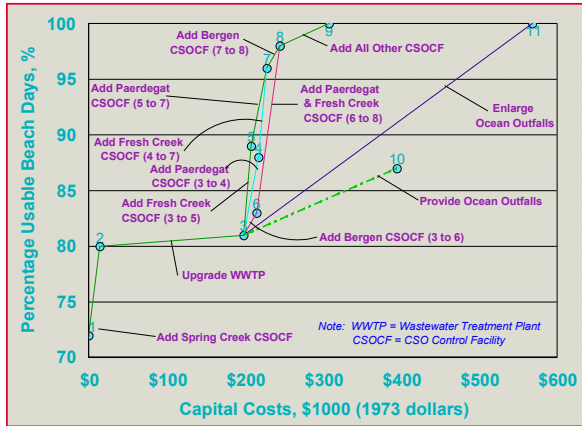 Percentage Usable Beach Days, %
100
95
90
85
80
75
70
$0
$100
$200
$300
$400
$500
$600
Capital Costs, $1000 (1973 dollars)
Add Bergen
CSOCF
(7 to 8)
Add All Other CSOCF
Add Paerdegat
CSOCF (5 to 7)
Add Paerdegat
& Fresh Creek
CSOCF (6 to 8)
Enlarge
Ocean Outfalls
Add Fresh Creek
CSOCF (4 to 7)
Add Paerdegat
CSOCF (3 to 4)
Add Fresh Creek
CSOCF (3 to 5)
Provide Ocean Outfalls
Add Bergen CSOCF (3 to 6)
Upgrade WWTP
Add Spring Creek CSOCF
Note: WWTP = Wastewater Treatment Plant
CSOCF = CSO Control Facility
1
2
3
4
5
6
7
8
9
10
11